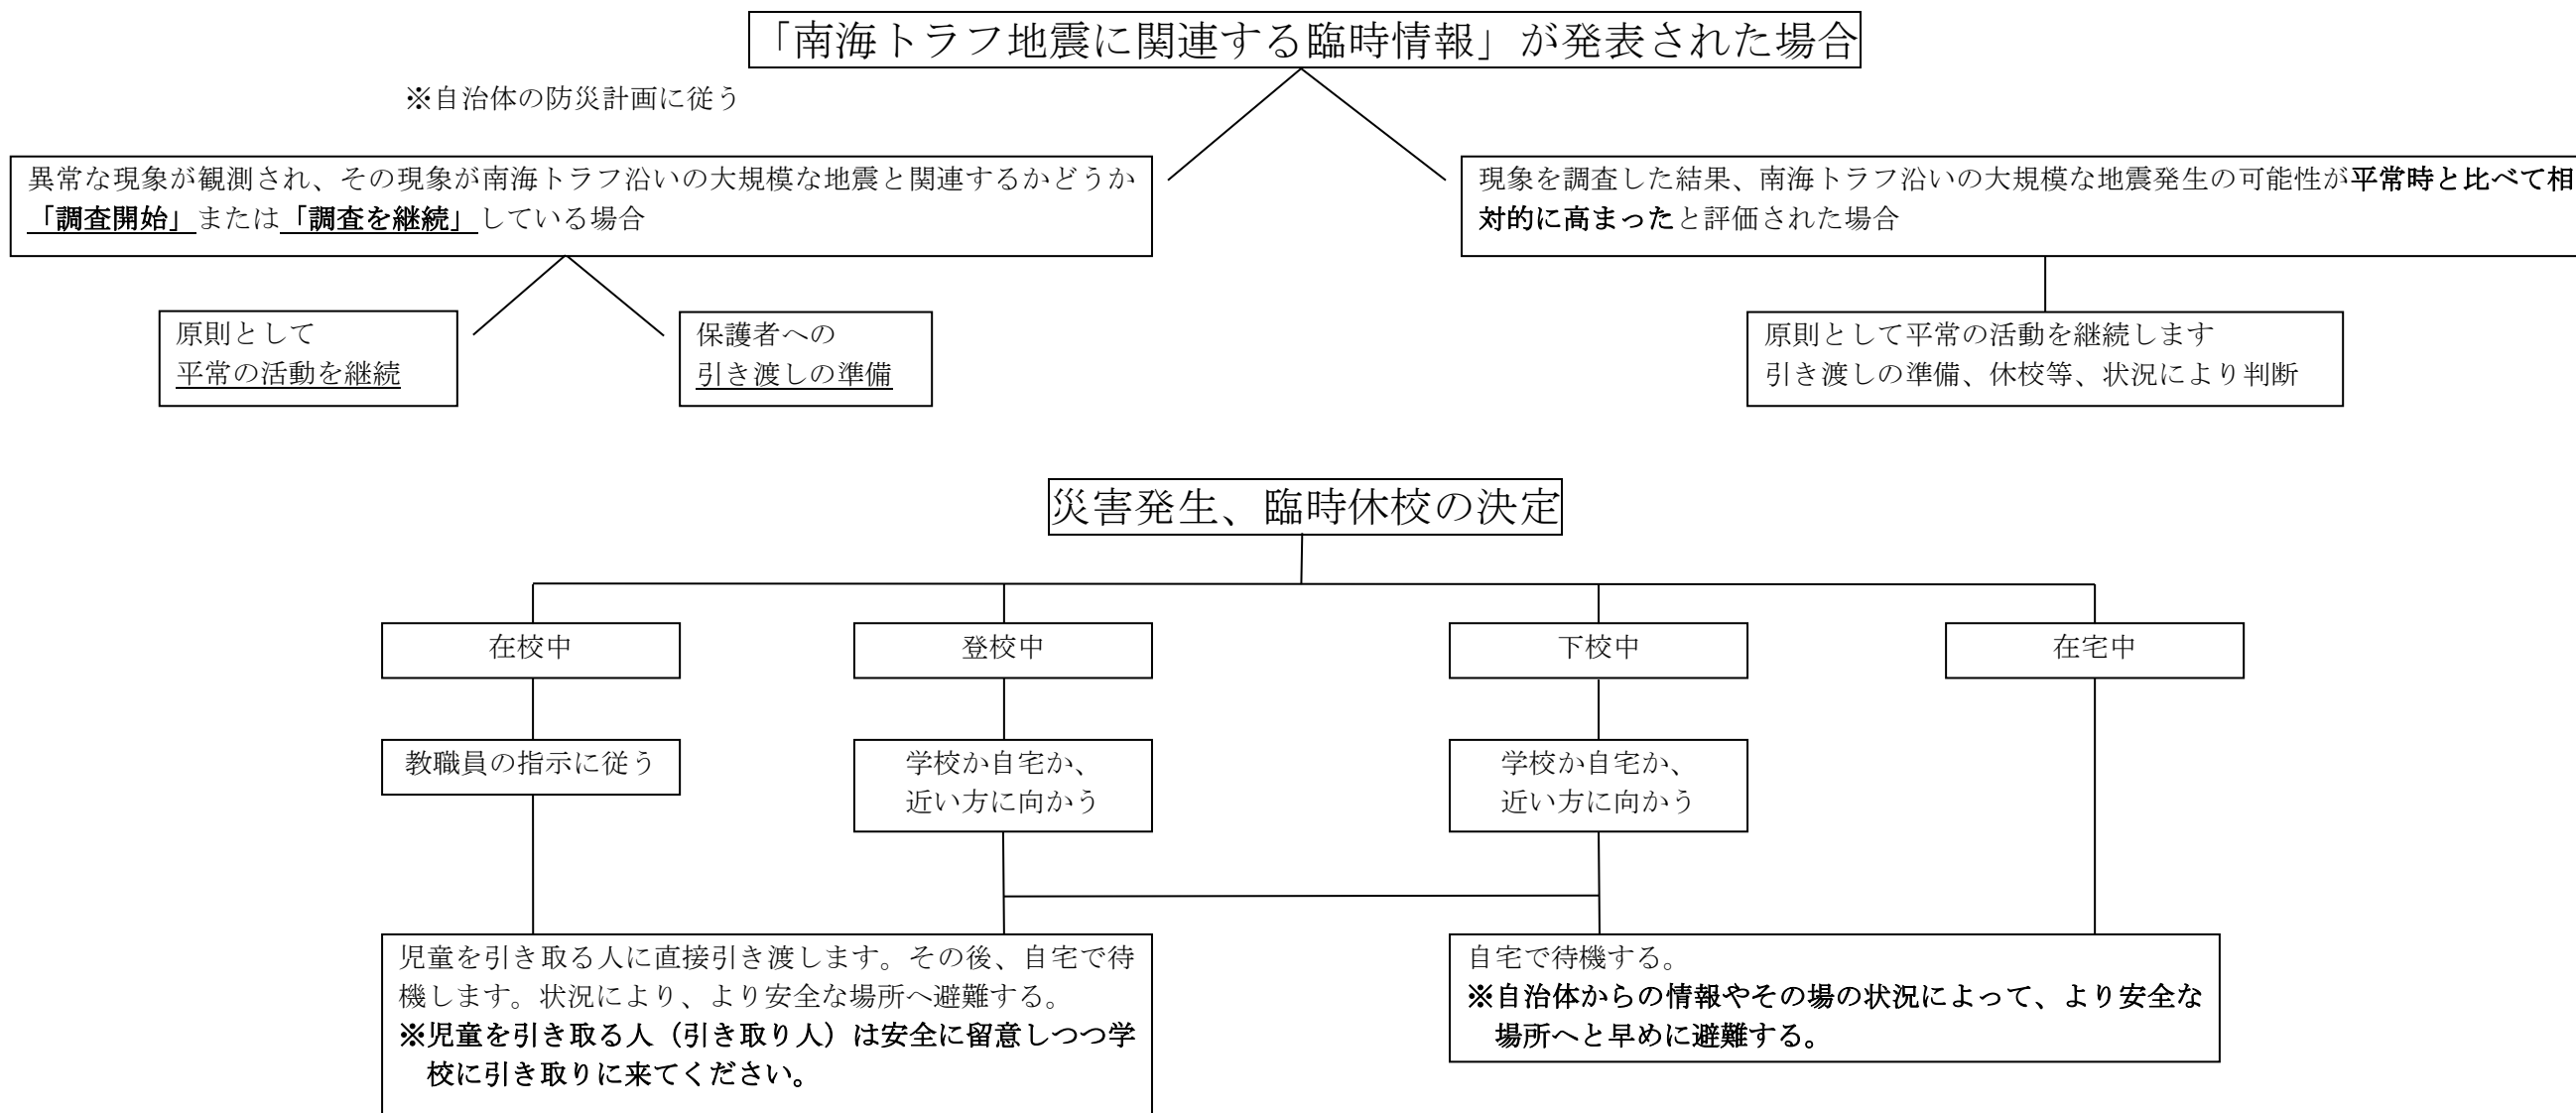 「南海トラフ地震に関連する臨時情報」が発表された場合
※自治体の防災計画に従う
異常な現象が観測され、その現象が南海トラフ沿いの大規模な地震と関連するかどうか
「調査開始」または「調査を継続」している場合
現象を調査した結果、南海トラフ沿いの大規模な地震発生の可能性が平常時と比べて相
対的に高まったと評価された場合
原則として
平常の活動を継続
保護者への
引き渡しの準備
原則として平常の活動を継続します
引き渡しの準備、休校等、状況により判断
災害発生、臨時休校の決定
在校中
登校中
下校中
在宅中
教職員の指示に従う
学校か自宅か、
近い方に向かう
学校か自宅か、
近い方に向かう
児童を引き取る人に直接引き渡します。その後、自宅で待
機します。状況により、より安全な場所へ避難する。
※児童を引き取る人（引き取り人）は安全に留意しつつ学
校に引き取りに来てください。
自宅で待機する。
※自治体からの情報やその場の状況によって、より安全な
場所へと早めに避難する。